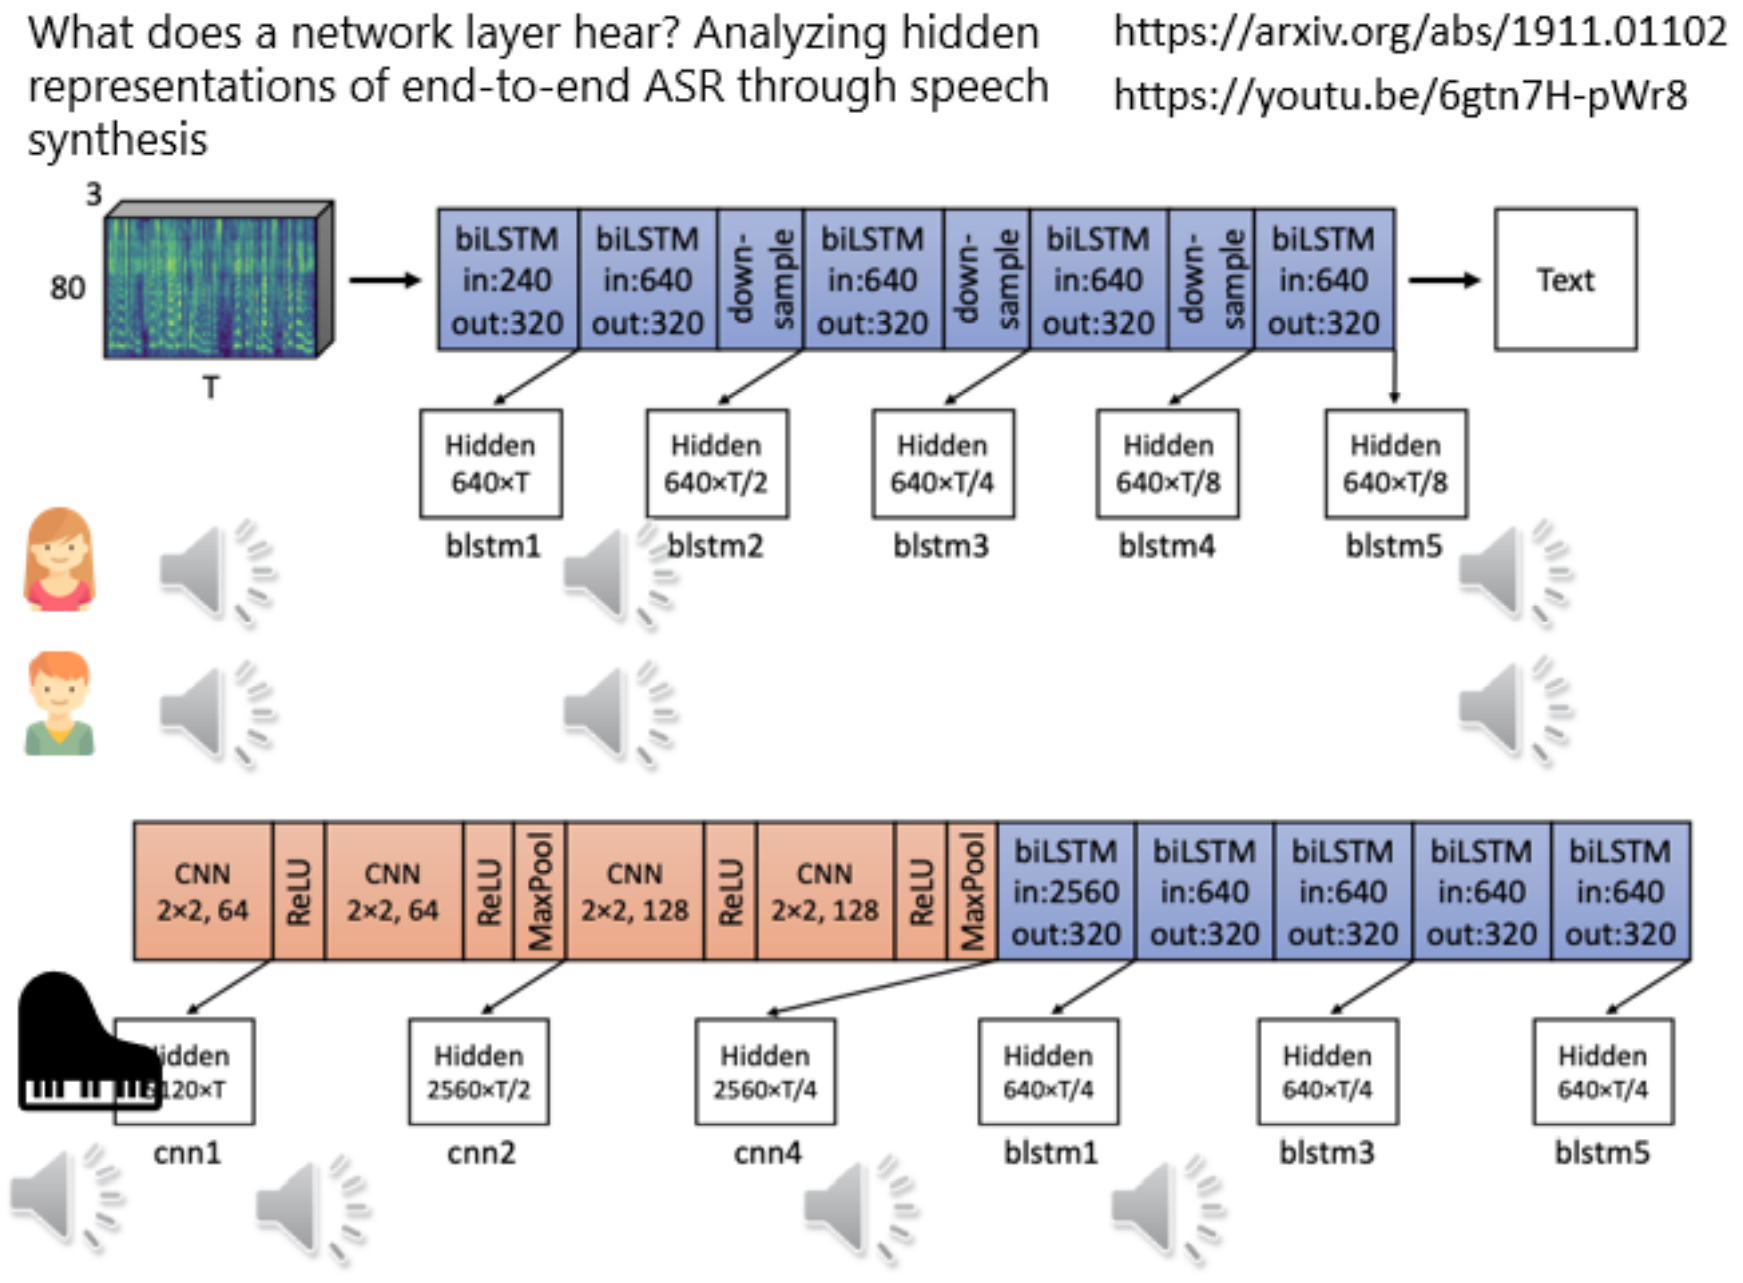 What does a network layer hear? Analyzing hidden
representations of end-to-end ASR through speech
synthesis
https://arxiv.org/abs/1911.01102
https://youtu.be/6gtn7H-pWr8
3
80
T
biLSTM
in:240
out:320
biLSTM
in:640
out:320
down-
sample
biLSTM
in:640
out:320
down-
sample
biLSTM
in:640
out:320
down-
sample
biLSTM
in:640
out:320
Text
Hidden
640×T
blstm1
Hidden
640×T/2
blstm2
Hidden
640×T/4
blstm3
Hidden
640×T/8
blstm4
Hidden
640×T/8
blstm5
CNN
2×2, 64
ReLU
CNN
2×2, 64
ReLU
MaxPool
CNN
2×2, 128
ReLU
CNN
2×2, 128
ReLU
MaxPool
biLSTM
in:2560
out:320
biLSTM
in:640
out:320
biLSTM
in:640
out:320
biLSTM
in:640
out:320
biLSTM
in:640
out:320
cnn1
Hidden
2560×T/2
cnn2
Hidden
2560×T/4
cnn4
Hidden
640×T/4
blstm1
Hidden
640×T/4
blstm3
Hidden
640×T/4
blstm5